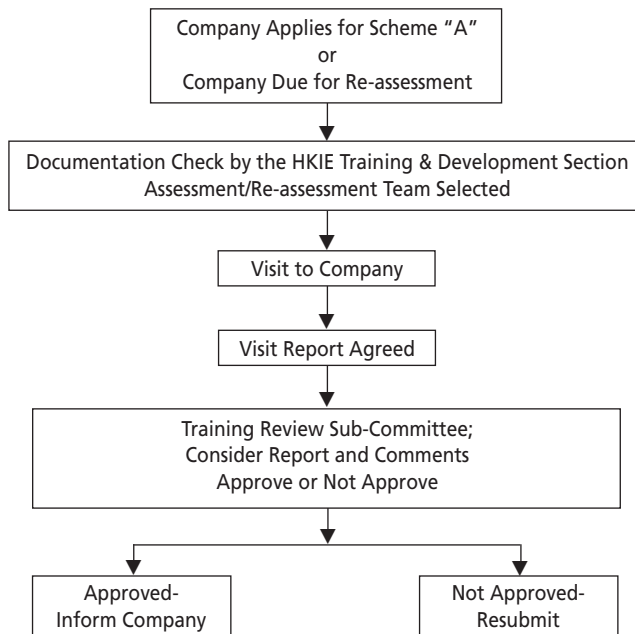 Company Applies for Scheme “A”
or
Company Due for Re-assessment
Documentation Check by the HKIE Training & Development Section
Assessment/Re-assessment Team Selected
Visit to Company
Visit Report Agreed
Training Review Sub-Committee;
Consider Report and Comments
Approve or Not Approve
Approved-
Inform Company
Not Approved-
Resubmit